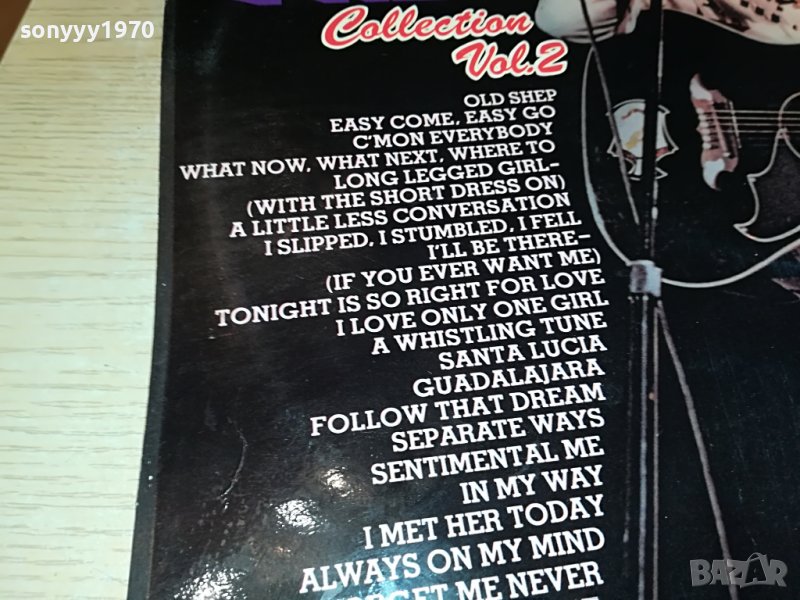 sonyyy1970
Collection
Vol.2
OLD SHEP
EASY COME, EASY GO
C'MON EVERYBODY
WHAT NOW, WHAT NEXT, WHERE TO
LONG LEGGED GIRL-
(WITH THE SHORT DRESS ON)
A LITTLE LESS CONVERSATION
I SLIPPED, I STUMBLED, I FELL
I'LL BE THERE-
(IF YOU EVER WANT ME)
TONIGHT IS SO RIGHT FOR LOVE
I LOVE ONLY ONE GIRL
A WHISTLING TUNE
SANTA LUCIA
GUADALAJARA
FOLLOW THAT DREAM
SEPARATE WAYS
SENTIMENTAL ME
IN MY WAY
I MET HER TODAY
ALWAYS ON MY MIND
ME NEVER
BAZAR